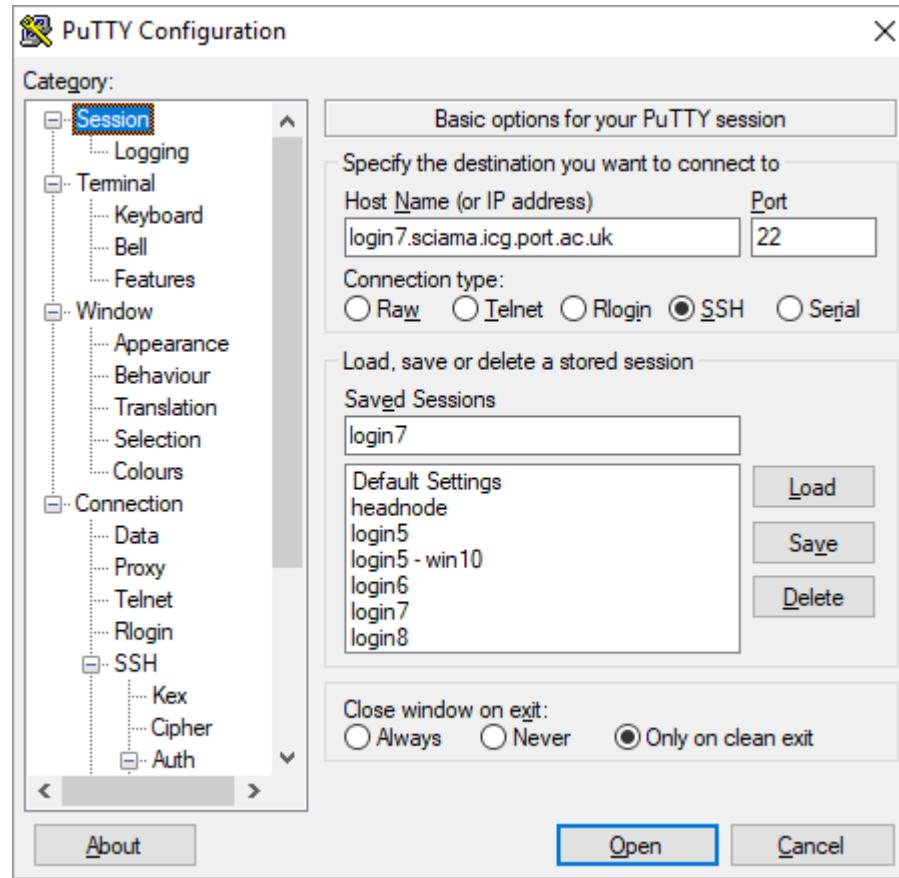 PuTTY Configuration
Category:
Session
Logging
Terminal
Keyboard
Bell
Features
Window
Appearance
Behaviour
Translation
Selection
Colours
Connection
Data
Proxy
Telnet
Rlogin
SSH
Kex
Cipher
Auth
Basic options for your PuTTY session
Specify the destination you want to connect to
Host Name (or IP address) Port
login7.sciama.icg.port.ac.uk 22
Connection type:
Raw Telnet Rlogin SSH Serial
Load, save or delete a stored session
Saved Sessions
login7
Default Settings
headnode
login5
login5 - win10
login6
login7
login8
Load
Save
Delete
Close window on exit:
Always Never Only on clean exit
About Open Cancel